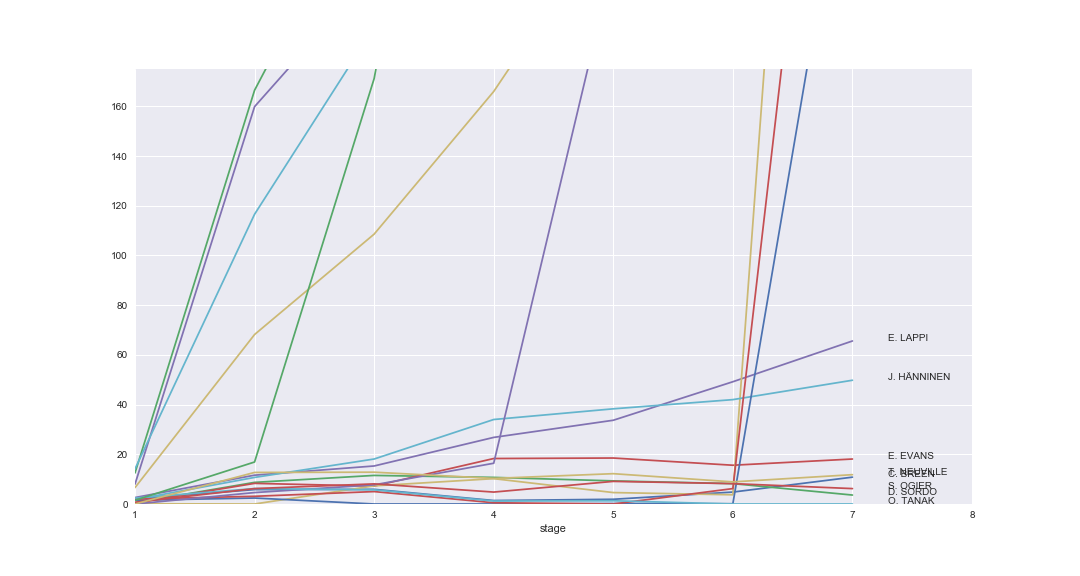 160
140
120
100
80
60
40
20
0
E. LAPPI
J. HÄNNINEN
E. EVANS
T. NEUVILLE
C. BREEN
S. OGIER
D. SORDO
O. TANAK
1 2 3 4 5 6 7 8
stage